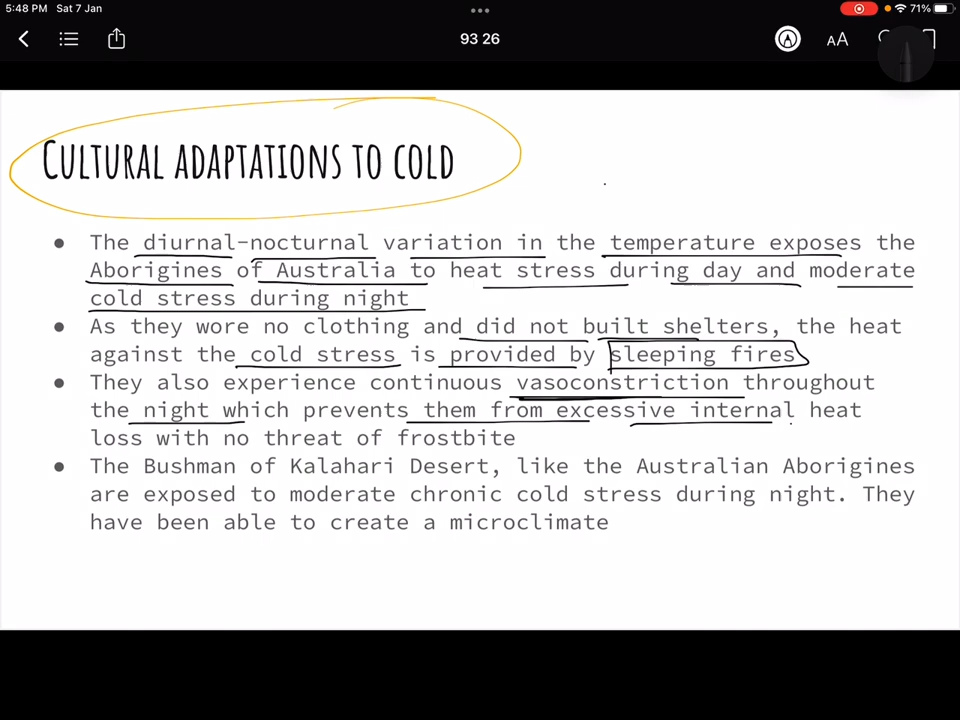 5:48 PM Sat 7 Jan
71%
93 26
AA
CULTURAL ADAPTATIONS TO COLD
● The diurnal-nocturnal variation in the temperature exposes the
Aborigines of Australia to heat stress during day and moderate
cold stress during night
● As they wore no clothing and did not built shelters, the heat
against the cold stress is provided by sleeping fires
● They also experience continuous vasoconstriction throughout
the night which prevents them from excessive internal heat
loss with no threat of frostbite
● The Bushman of Kalahari Desert, like the Australian Aborigines
are exposed to moderate chronic cold stress during night. They
have been able to create a microclimate